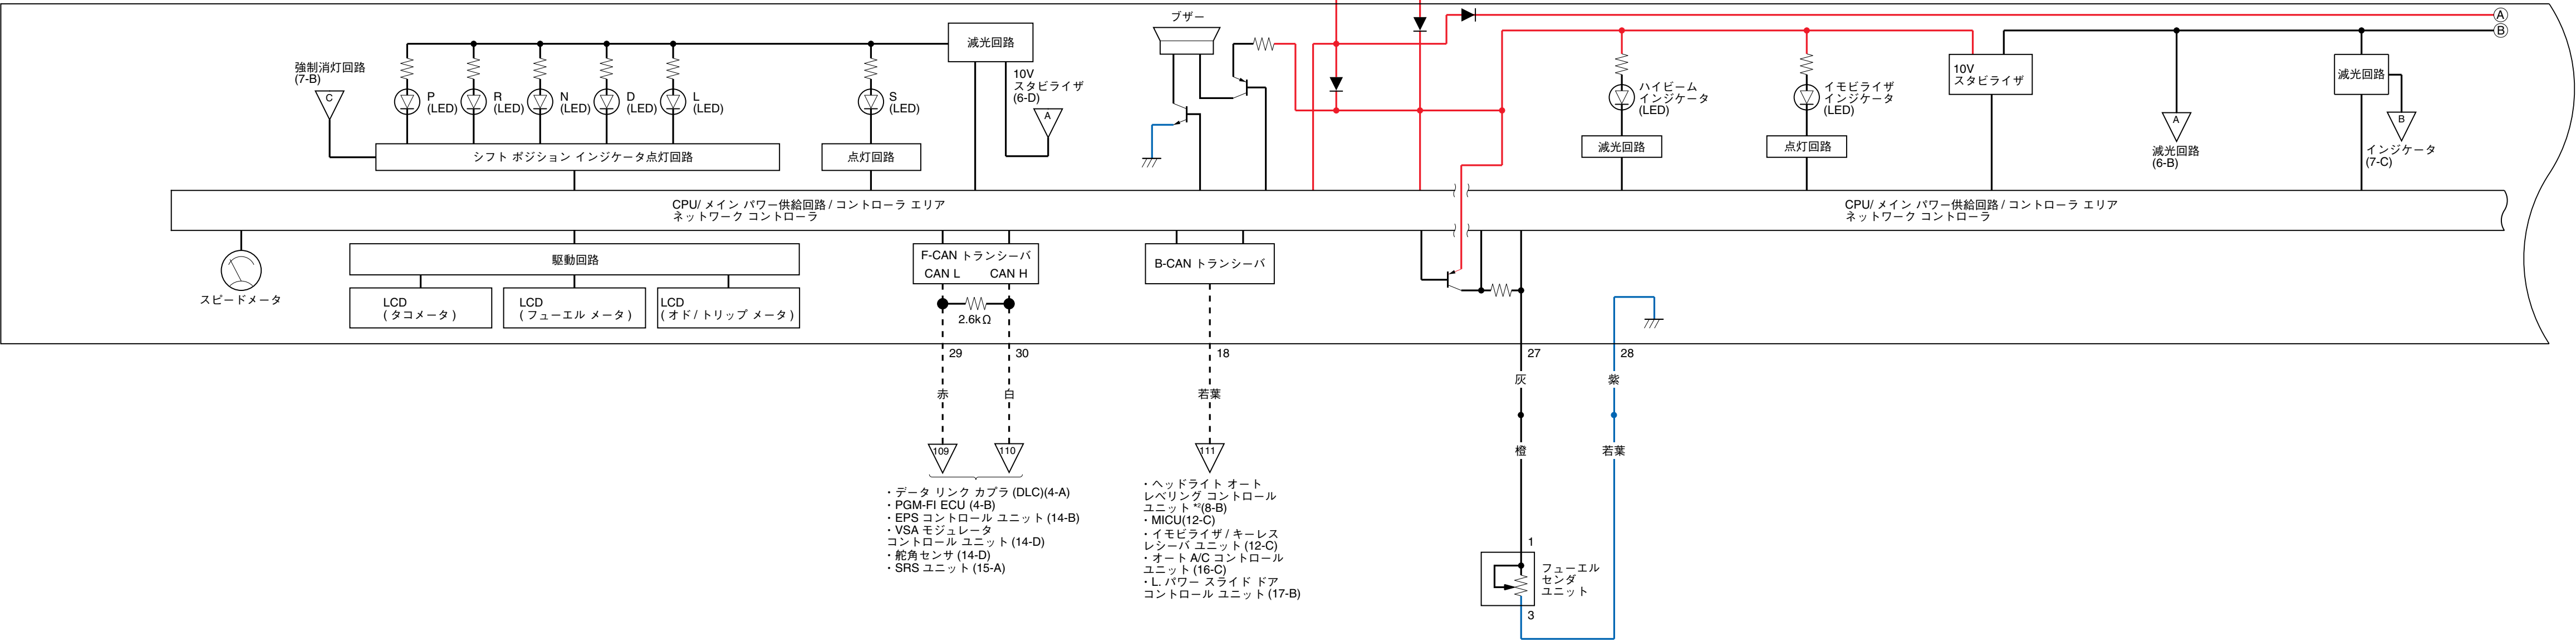 ブザー
Ⓐ
Ⓑ
減光回路
強制消灯回路
(7-B)
C
P
(LED)
R
(LED)
N
(LED)
D
(LED)
L
(LED)
S
(LED)
10V
スタビライザ
(6-D)
A
ハイビーム
インジケータ
(LED)
イモビライザ
インジケータ
(LED)
10V
スタビライザ
減光回路
A
減光回路
(6-B)
B
インジケータ
(7-C)
シフト ポジション インジケータ点灯回路
点灯回路
減光回路
点灯回路
CPU/ メイン パワー供給回路 / コントローラ エリア
ネットワーク コントローラ
CPU/ メイン パワー供給回路 / コントローラ エリア
ネットワーク コントローラ
スピードメータ
駆動回路
LCD
( タコメータ )
LCD
( フューエル メータ )
LCD
( オド / トリップ メータ )
F-CAN トランシーバ
CAN L CAN H
2.6kΩ
B-CAN トランシーバ
29
30
18
27
28
赤
白
若葉
灰
紫
橙
若葉
109
110
111
・データ リンク カプラ (DLC)(4-A)
・PGM-FI ECU (4-B)
・EPS コントロール ユニット (14-B)
・VSA モジュレータ
コントロール ユニット (14-D)
・舵角センサ (14-D)
・SRS ユニット (15-A)
・ヘッドライト オート
レベリング コントロール
ユニット *²(8-B)
・MICU(12-C)
・イモビライザ / キーレス
レシーバ ユニット (12-C)
・オート A/C コントロール
ユニット (16-C)
・L. パワー スライド ドア
コントロール ユニット (17-B)
1
フューエル
センダ
ユニット
3